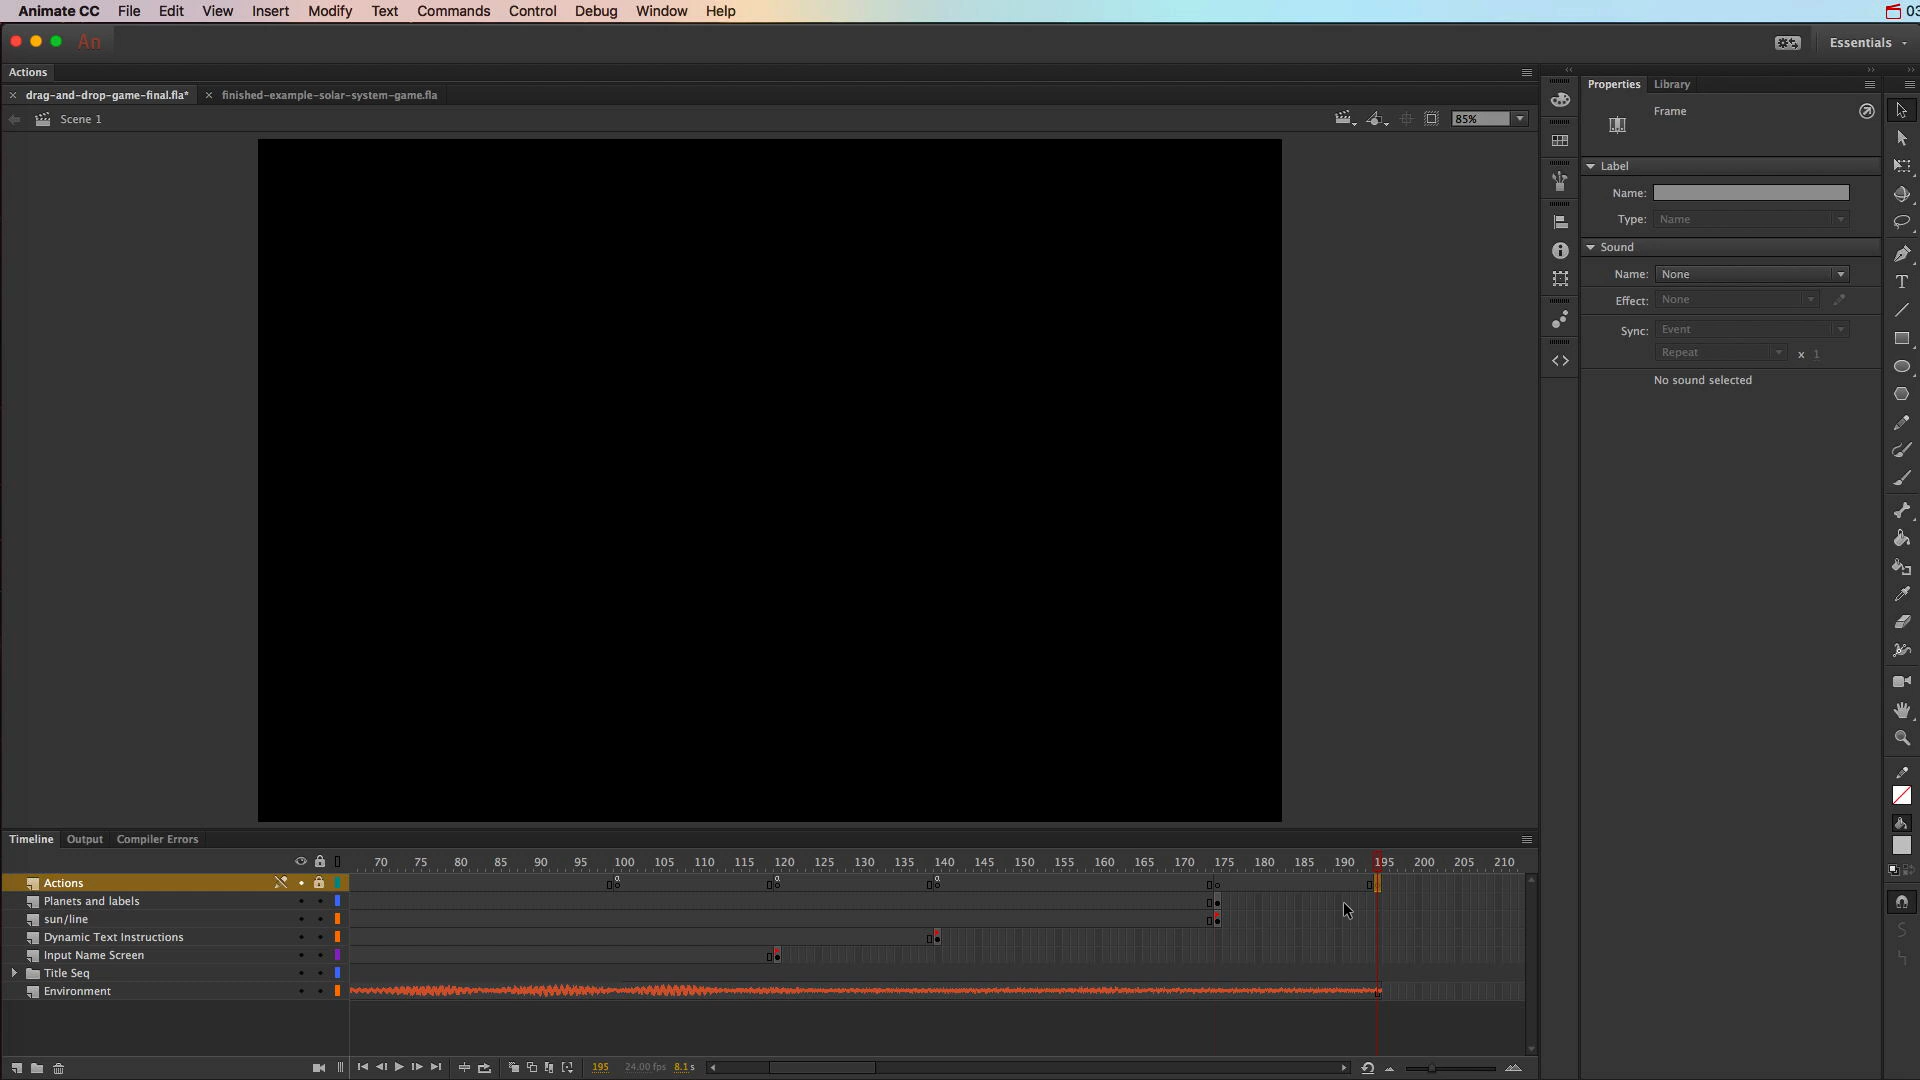 Animate CC File Edit View Insert Modify Text Commands Control Debug Window Help 03
An Essentials
Actions
drag-and-drop-game-final.fla* finished-example-solar-system-game.fla
Properties Library
Scene 1 85%
Frame
Label
Name:
Type: Name
Sound
Name: None
Effect: None
Sync: Event
Repeat x 1
No sound selected
Timeline Output Compiler Errors
70 75 80 85 90 95 100 105 110 115 120 125 130 135 140 145 150 155 160 165 170 175 180 185 190 195 200 205 210
Actions
Planets and labels
sun/line
Dynamic Text Instructions
Input Name Screen
Title Seq
Environment
195 24.00 fps 8.1 s